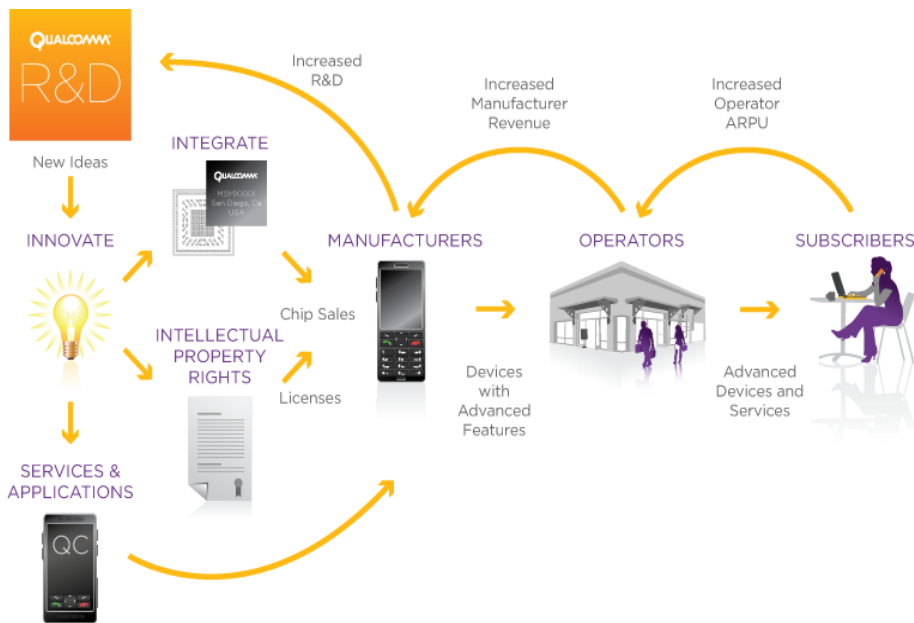 QUALCOMM
R&D
New Ideas
INNOVATE
INTEGRATE
QUALCOMM
MSMXXXX
San Diego, Ca
USA
INTELLECTUAL
PROPERTY
RIGHTS
SERVICES &
APPLICATIONS
QC
Chip Sales
Licenses
Increased
R&D
MANUFACTURERS
Devices
with
Advanced
Features
Increased
Manufacturer
Revenue
OPERATORS
Advanced
Devices and
Services
Increased
Operator
ARPU
SUBSCRIBERS